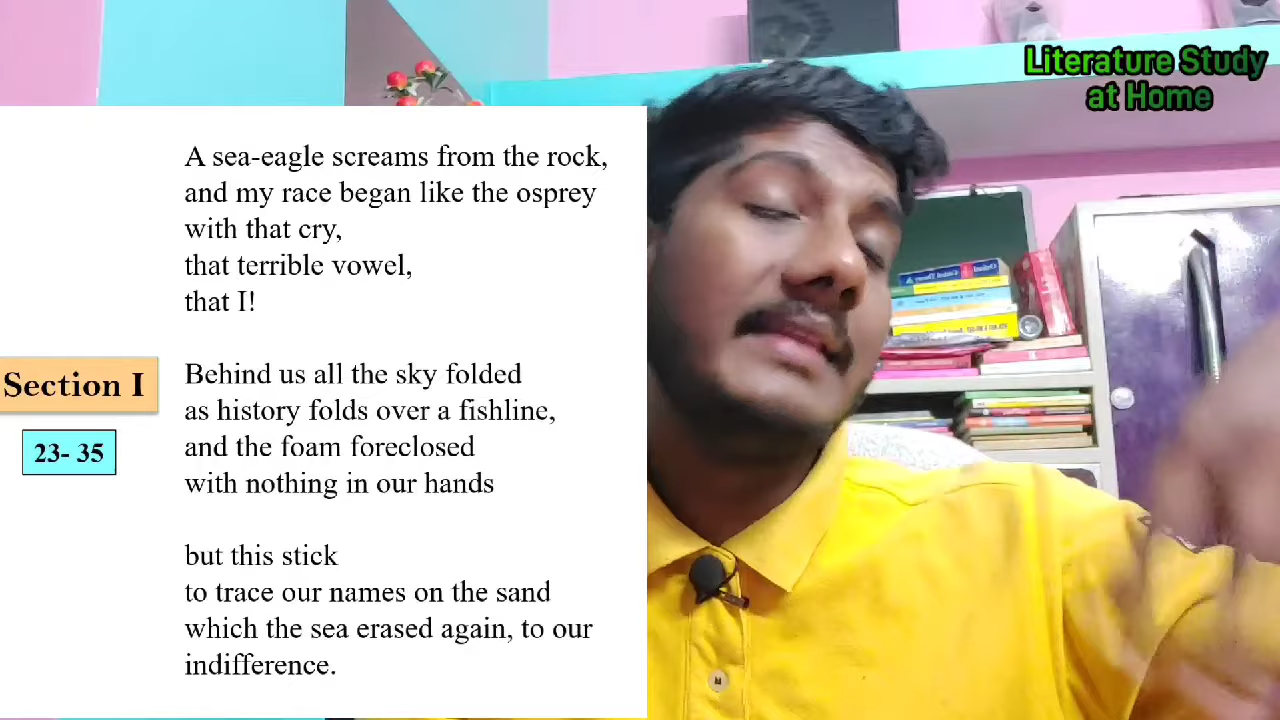 Literature Study
at Home
A sea-eagle screams from the rock,
and my race began like the osprey
with that cry,
that terrible vowel,
that I!
Section I
23- 35
Behind us all the sky folded
as history folds over a fishline,
and the foam foreclosed
with nothing in our hands
but this stick
to trace our names on the sand
which the sea erased again, to our
indifference.